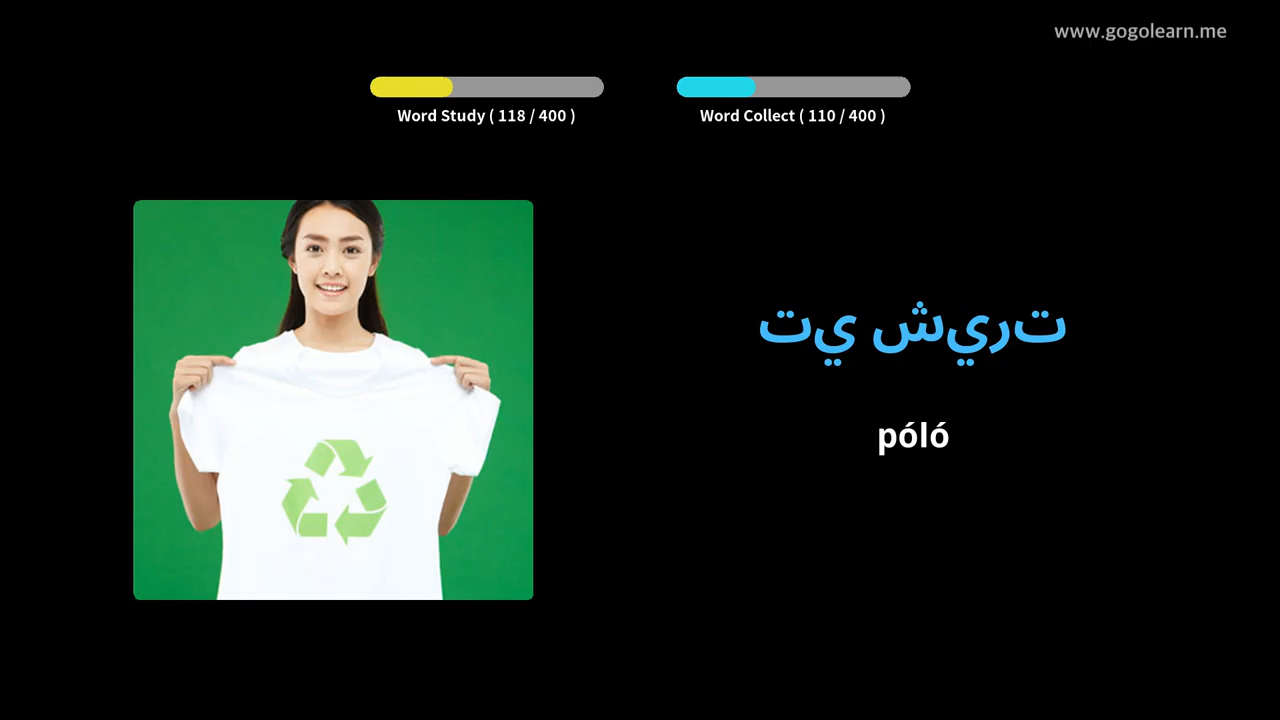 www.gogolearn.me
Word Study ( 118 / 400 )
Word Collect ( 110 / 400 )
تي شيرت
póló